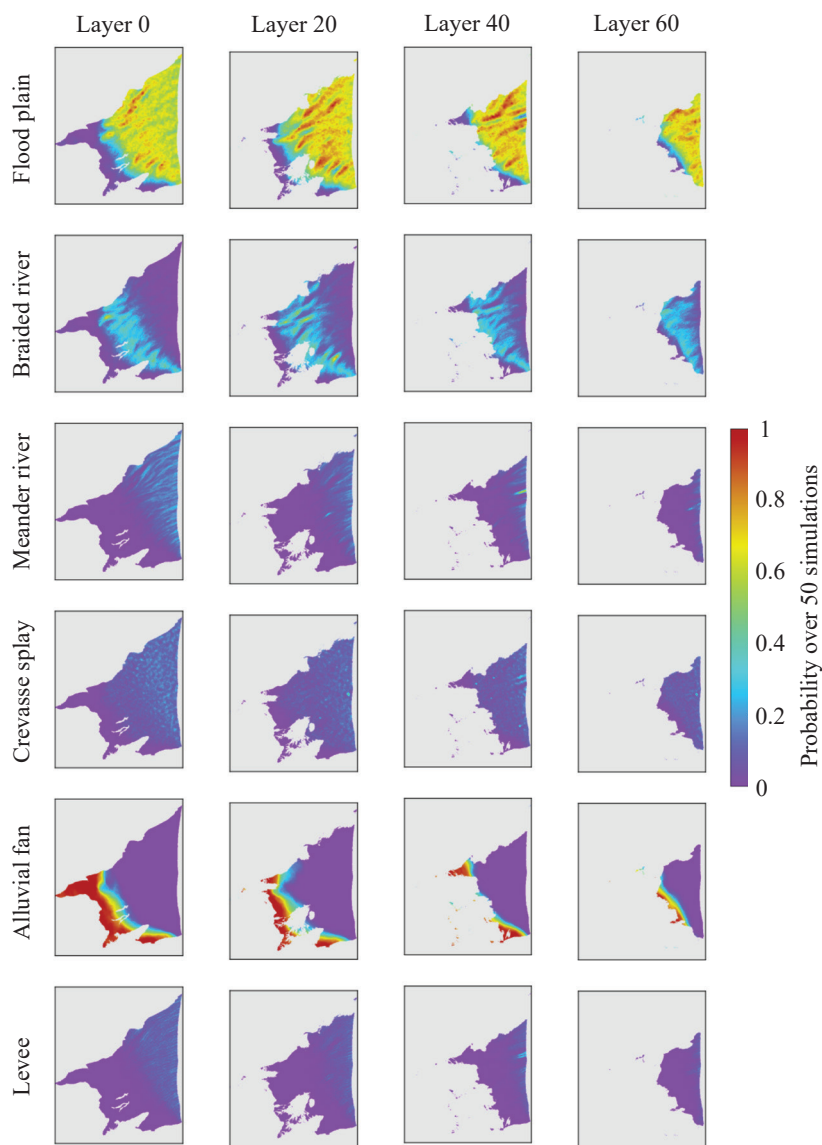 Layer 0
Layer 20
Layer 40
Layer 60
Flood plain
Braided river
Meander river
Crevasse splay
Alluvial fan
Levee
1
0.8
0.6
0.4
0.2
0
Probability over 50 simulations